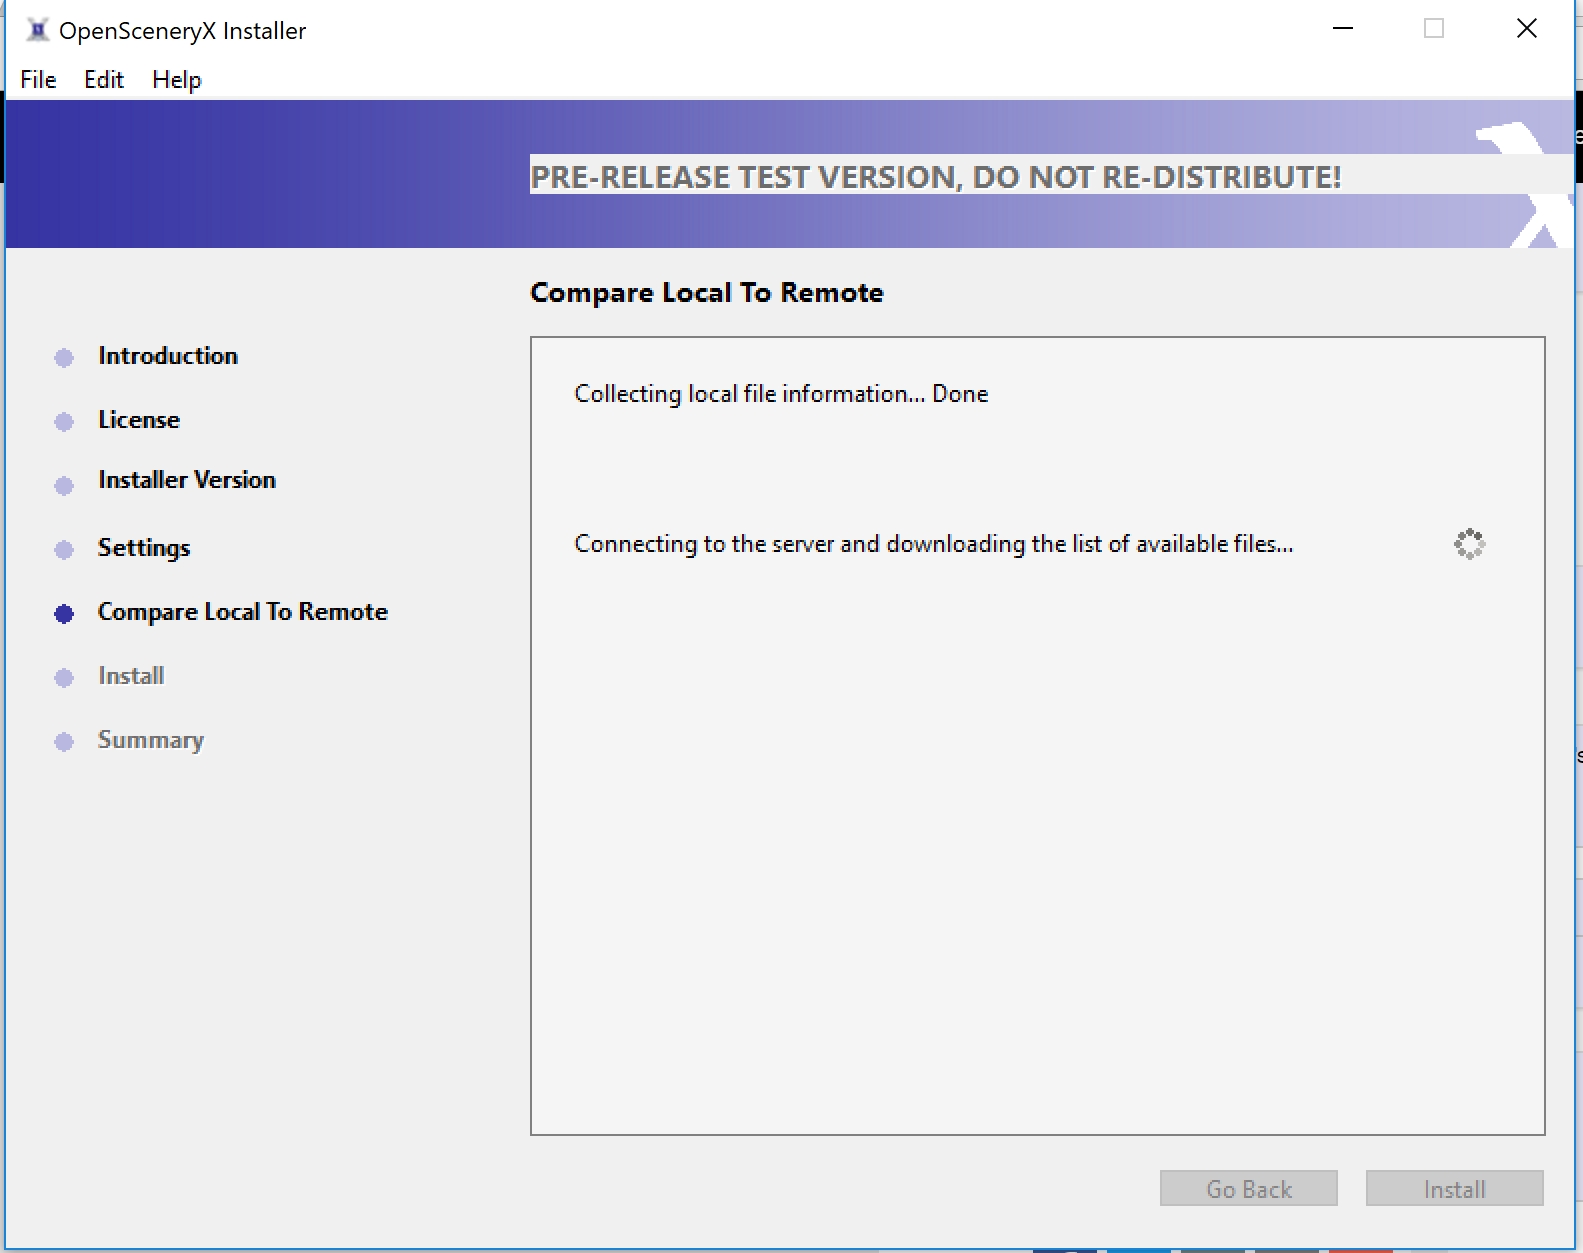 OpenSceneryX Installer
File Edit Help
PRE-RELEASE TEST VERSION, DO NOT RE-DISTRIBUTE!
Compare Local To Remote
Introduction
License
Installer Version
Settings
Compare Local To Remote
Install
Summary
Collecting local file information... Done
Connecting to the server and downloading the list of available files...
Go Back Install